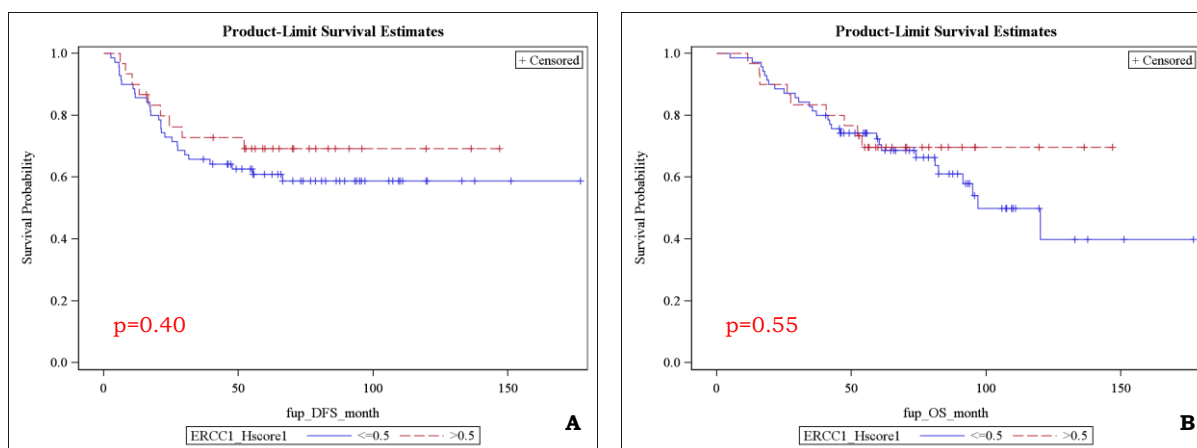 Product-Limit Survival Estimates
+ Censored
1.0
0.8
0.6
0.4
0.2
0.0
Survival Probability
p=0.40
0
50
100
150
fup_DFS_month
A
ERCC1_Hscore1 <=0.5 >0.5
Product-Limit Survival Estimates
+ Censored
1.0
0.8
0.6
0.4
0.2
0.0
Survival Probability
p=0.55
0
50
100
150
fup_OS_month
B
ERCC1_Hscore1 <=0.5 >0.5